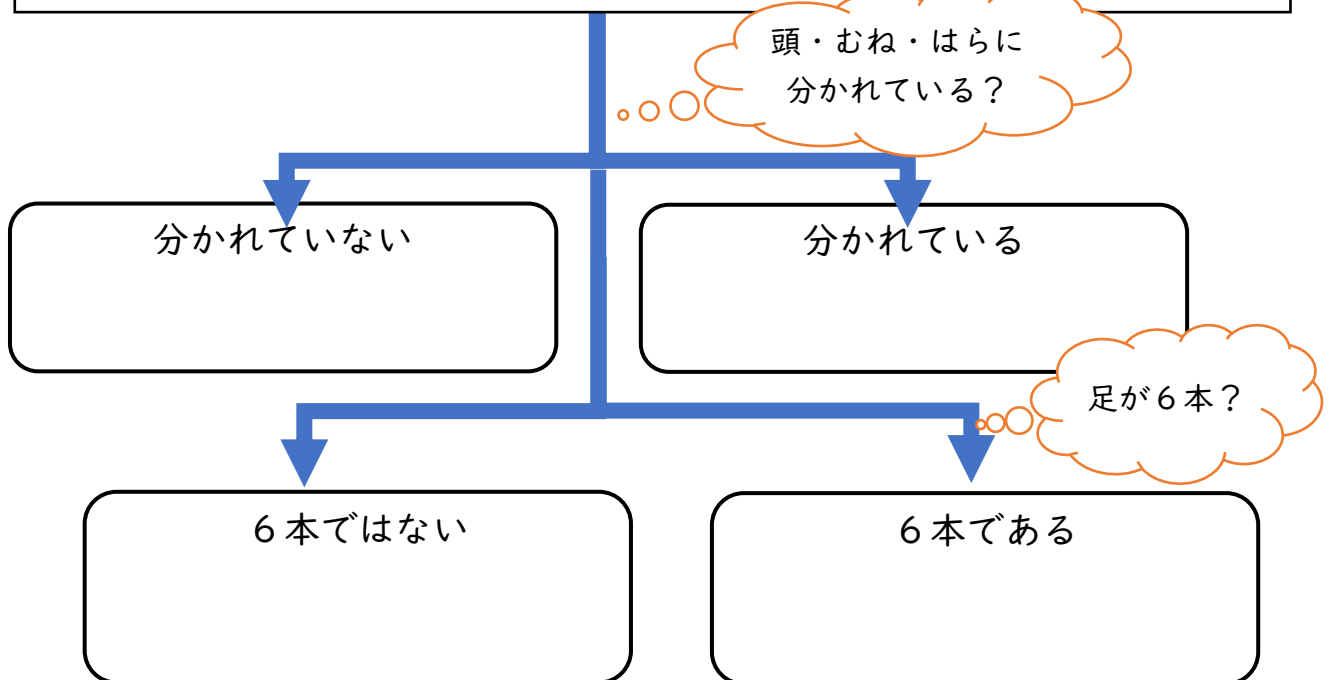 頭・むね・はらに
分かれている？
分かれていない
分かれている
足が６本？
６本ではない
６本である